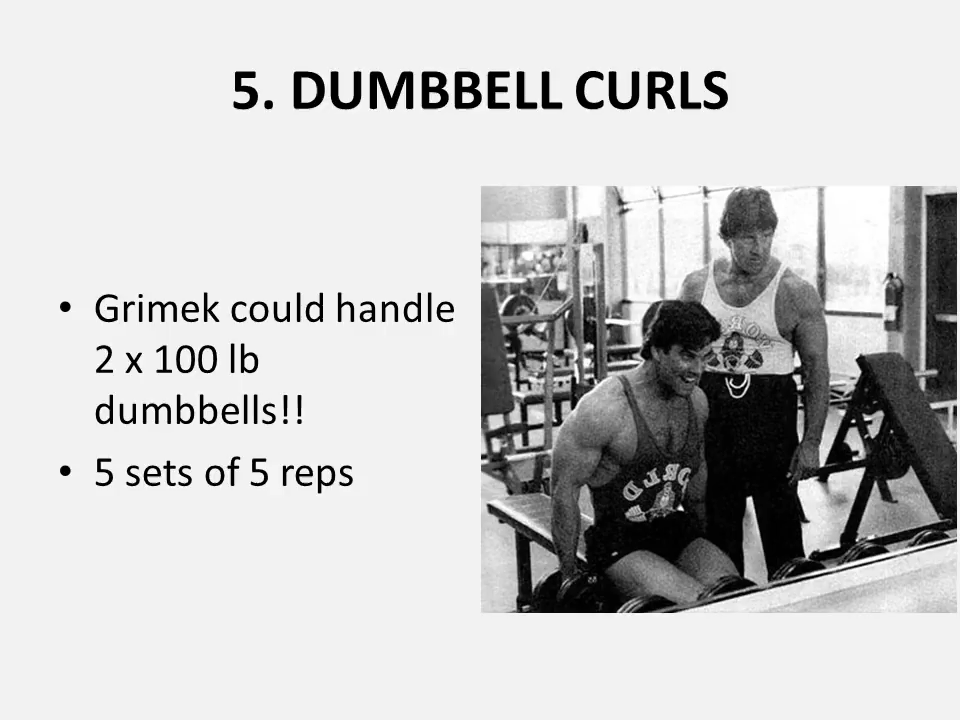 5. DUMBBELL CURLS
• Grimek could handle
2 x 100 lb
dumbbells!!
• 5 sets of 5 reps